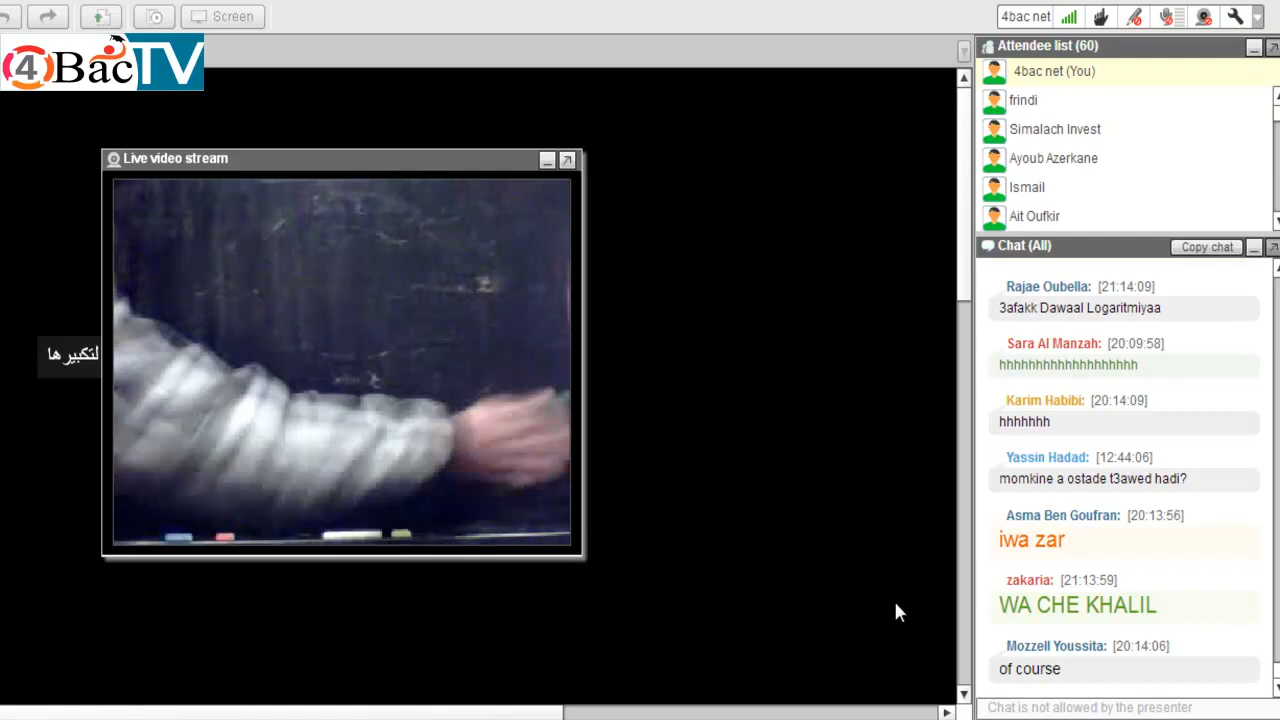 Screen
4bac net
4BacTV
Attendee list (60)
4bac net (You)
frindi
Simalach Invest
Ayoub Azerkane
Ismail
Ait Oufkir
Live video stream
لتكبيرها
Chat (All)
Copy chat
Rajae Oubella: [21:14:09]
3afakk Dawaal Logaritmiyaa
Sara Al Manzah: [20:09:58]
hhhhhhhhhhhhhhhhhhh
Karim Habibi: [20:14:09]
hhhhhhh
Yassin Hadad: [12:44:06]
momkine a ostade t3awed hadi?
Asma Ben Goufran: [20:13:56]
iwa zar
zakaria: [21:13:59]
WA CHE KHALIL
Mozzell Youssita: [20:14:06]
of course
Chat is not allowed by the presenter